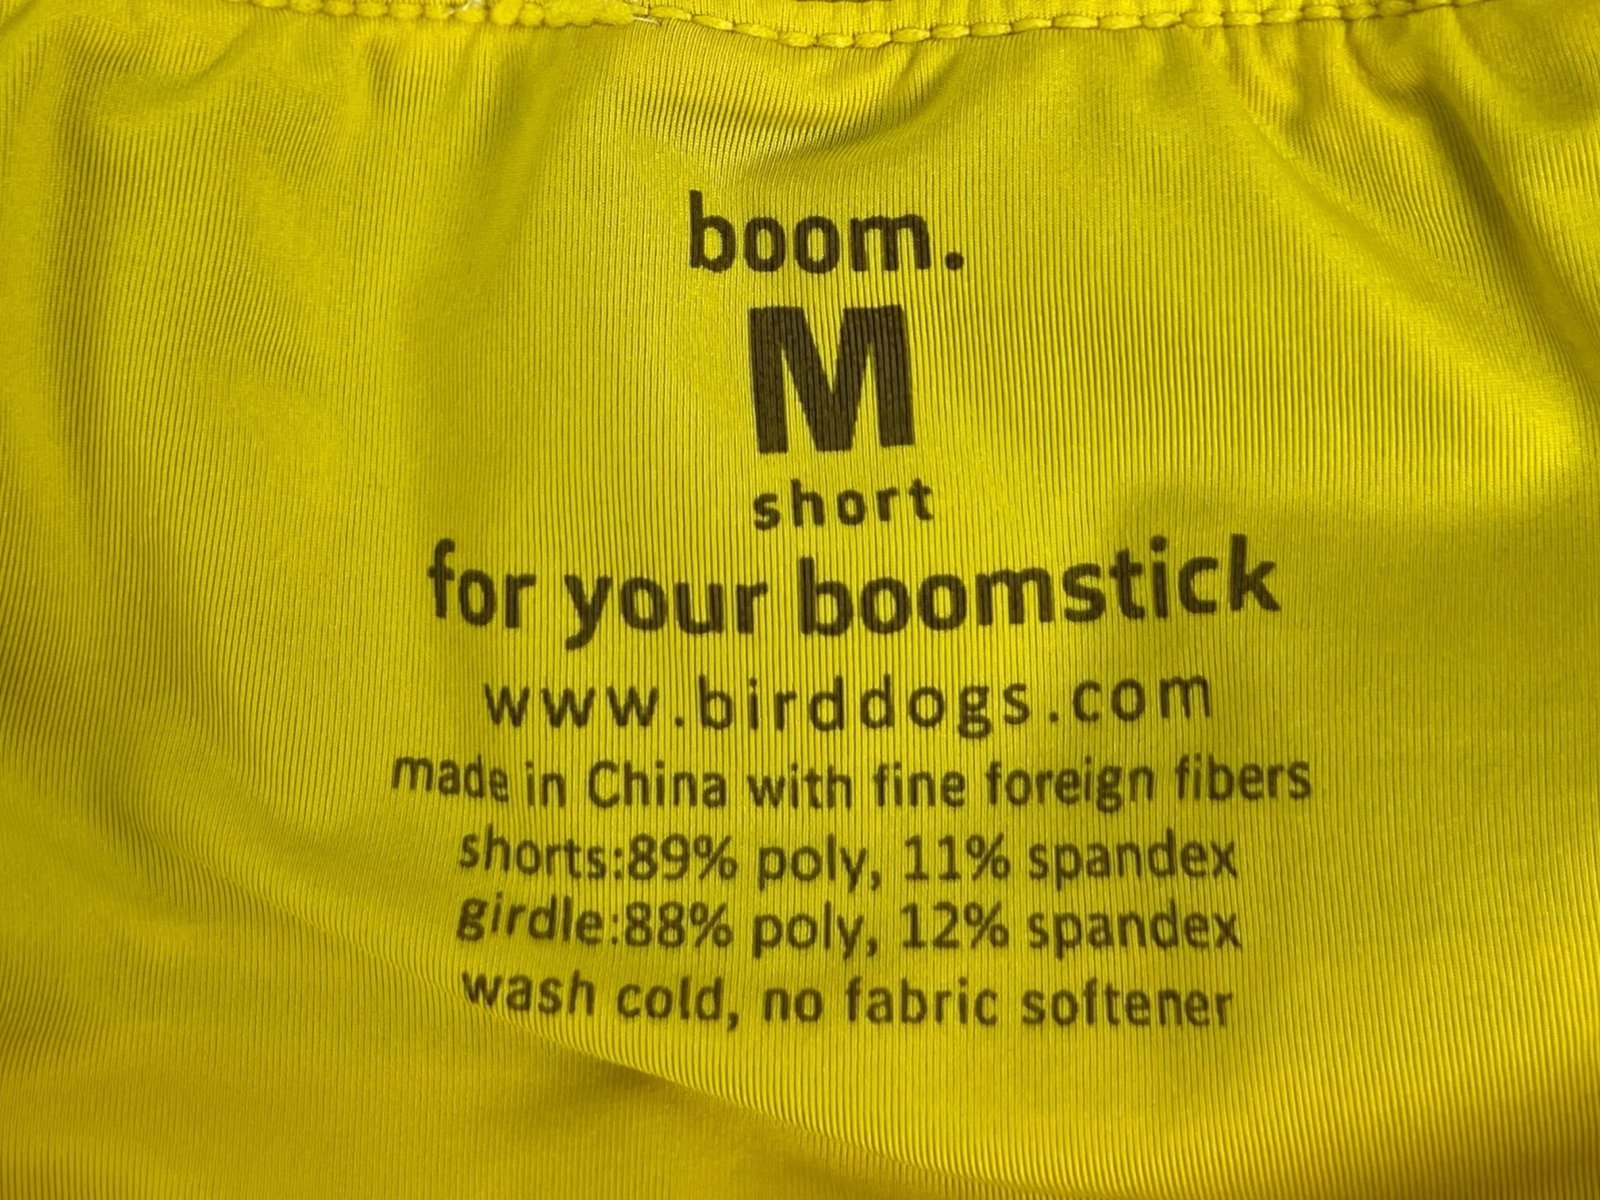 boom.
M
short
for your boomstick
www.birddogs.com
made in China with fine foreign fibers
shorts:89% poly, 11% spandex
girdle:88% poly, 12% spandex
wash cold, no fabric softener